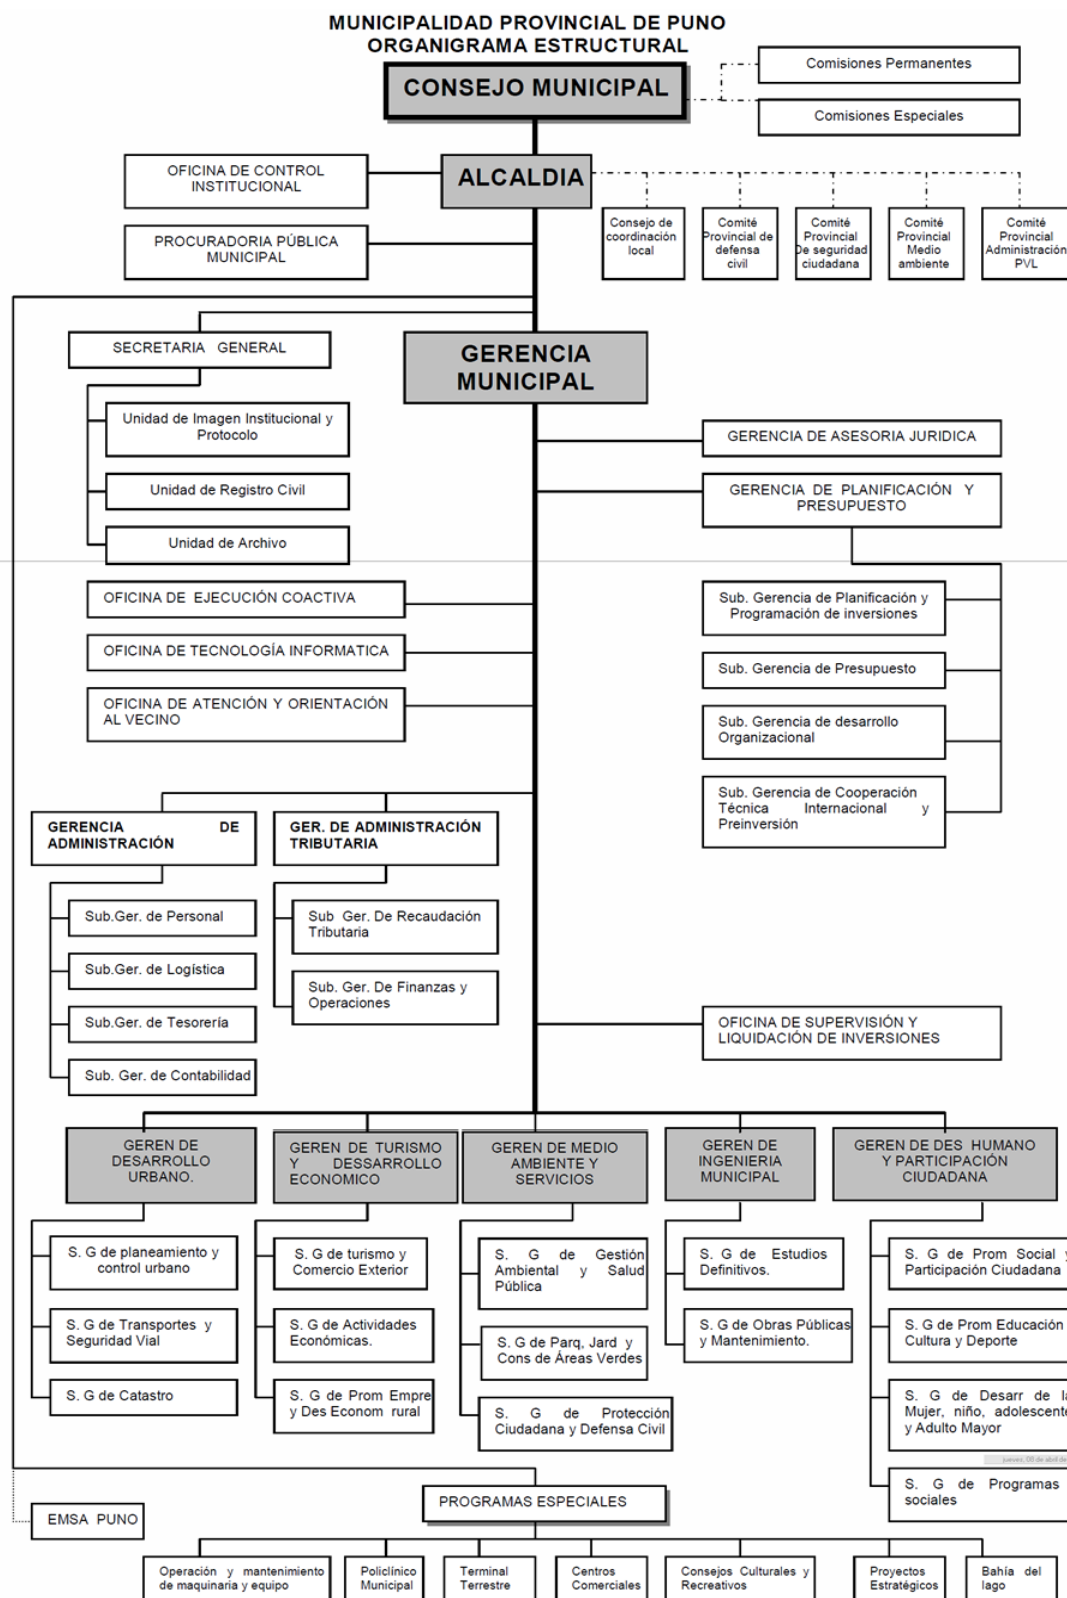 MUNICIPALIDAD PROVINCIAL DE PUNO
ORGANIGRAMA ESTRUCTURAL
CONSEJO MUNICIPAL
Comisiones Permanentes
Comisiones Especiales
OFICINA DE CONTROL
INSTITUCIONAL
ALCALDIA
PROCURADORIA PÚBLICA
MUNICIPAL
Consejo de
coordinación
local
Comité
Provincial de
defensa
civil
Comité
Provincial
De seguridad
ciudadana
Comité
Provincial
Medio
ambiente
Comité
Provincial
Administración
PVL
SECRETARIA GENERAL
GERENCIA
MUNICIPAL
Unidad de Imagen Institucional y
Protocolo
Unidad de Registro Civil
Unidad de Archivo
GERENCIA DE ASESORIA JURIDICA
GERENCIA DE PLANIFICACIÓN Y
PRESUPUESTO
OFICINA DE EJECUCIÓN COACTIVA
OFICINA DE TECNOLOGÍA INFORMATICA
OFICINA DE ATENCIÓN Y ORIENTACIÓN
AL VECINO
Sub. Gerencia de Planificación y
Programación de inversiones
Sub. Gerencia de Presupuesto
Sub. Gerencia de desarrollo
Organizacional
Sub. Gerencia de Cooperación
Técnica Internacional y
Preinversión
GERENCIA DE
ADMINISTRACIÓN
GER. DE ADMINISTRACIÓN
TRIBUTARIA
Sub.Ger. de Personal
Sub.Ger. de Logística
Sub.Ger. de Tesorería
Sub. Ger. de Contabilidad
Sub Ger. De Recaudación
Tributaria
Sub. Ger. De Finanzas y
Operaciones
OFICINA DE SUPERVISIÓN Y
LIQUIDACIÓN DE INVERSIONES
GEREN DE
DESARROLLO
URBANO.
GEREN DE TURISMO
Y DESSARROLLO
ECONOMICO
GEREN DE MEDIO
AMBIENTE Y
SERVICIOS
GEREN DE
INGENIERIA
MUNICIPAL
GEREN DE DES HUMANO
Y PARTICIPACIÓN
CIUDADANA
S. G de planeamiento y
control urbano
S. G de Transportes y
Seguridad Vial
S. G de Catastro
S. G de turismo y
Comercio Exterior
S. G de Actividades
Económicas.
S. G de Prom Empre
y Des Econom rural
S. G de Gestión
Ambiental y Salud
Pública
S. G de Parq, Jard y
Cons de Áreas Verdes
S. G de Protección
Ciudadana y Defensa Civil
S. G de Estudios
Definitivos.
S. G de Obras Públicas
y Mantenimiento.
S. G de Prom Social y
Participación Ciudadana
S. G de Prom Educación
Cultura y Deporte
S. G de Desarr de la
Mujer, niño, adolescente
y Adulto Mayor
jueves, 08 de abril de
S. G de Programas
sociales
EMSA PUNO
PROGRAMAS ESPECIALES
Operación y mantenimiento
de maquinaria y equipo
Policlínico
Municipal
Terminal
Terrestre
Centros
Comerciales
Consejos Culturales y
Recreativos
Proyectos
Estratégicos
Bahía del
lago